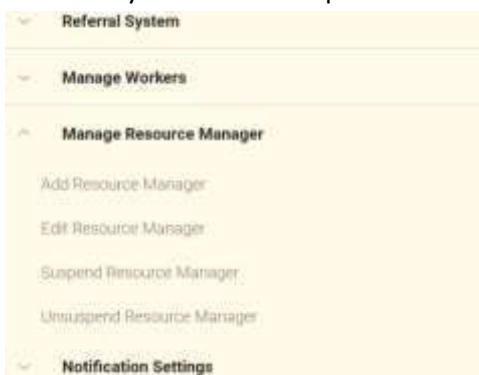 Referral System
Manage Workers
Manage Resource Manager
Add Resource Manager
Edit Resource Manager
Suspend Resource Manager
Unsuspend Resource Manager
Notification Settings